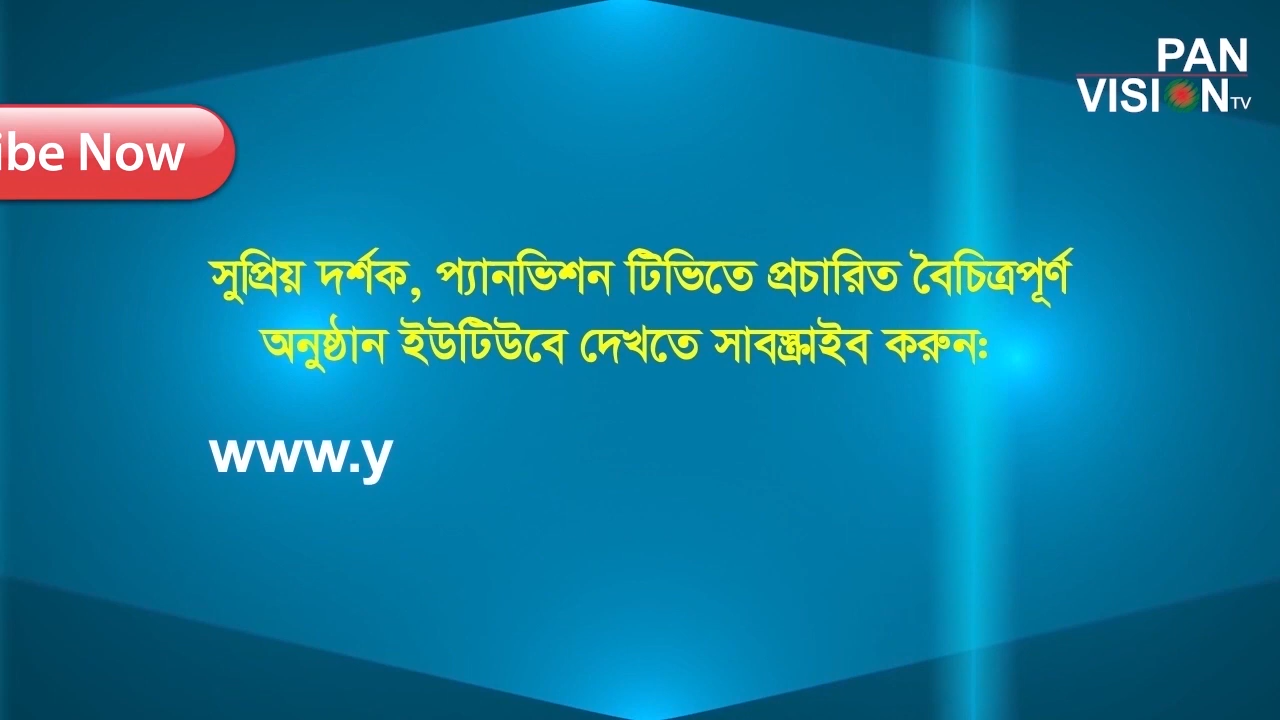 PAN
VISION TV
ibe Now
সুপ্রিয় দর্শক, প্যানভিশন টিভিতে প্রচারিত বৈচিত্রপূর্ণ
অনুষ্ঠান ইউটিউবে দেখতে সাবস্ক্রাইব করুন:
www.y